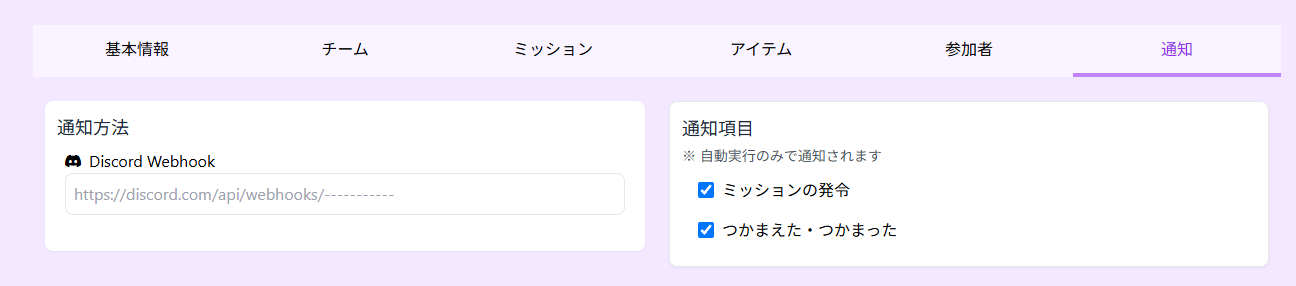 基本情報 チーム ミッション アイテム 参加者 通知
通知方法
Discord Webhook
https://discord.com/api/webhooks/-----------
通知項目
※ 自動実行のみで通知されます
ミッションの発令
つかまえた・つかまった